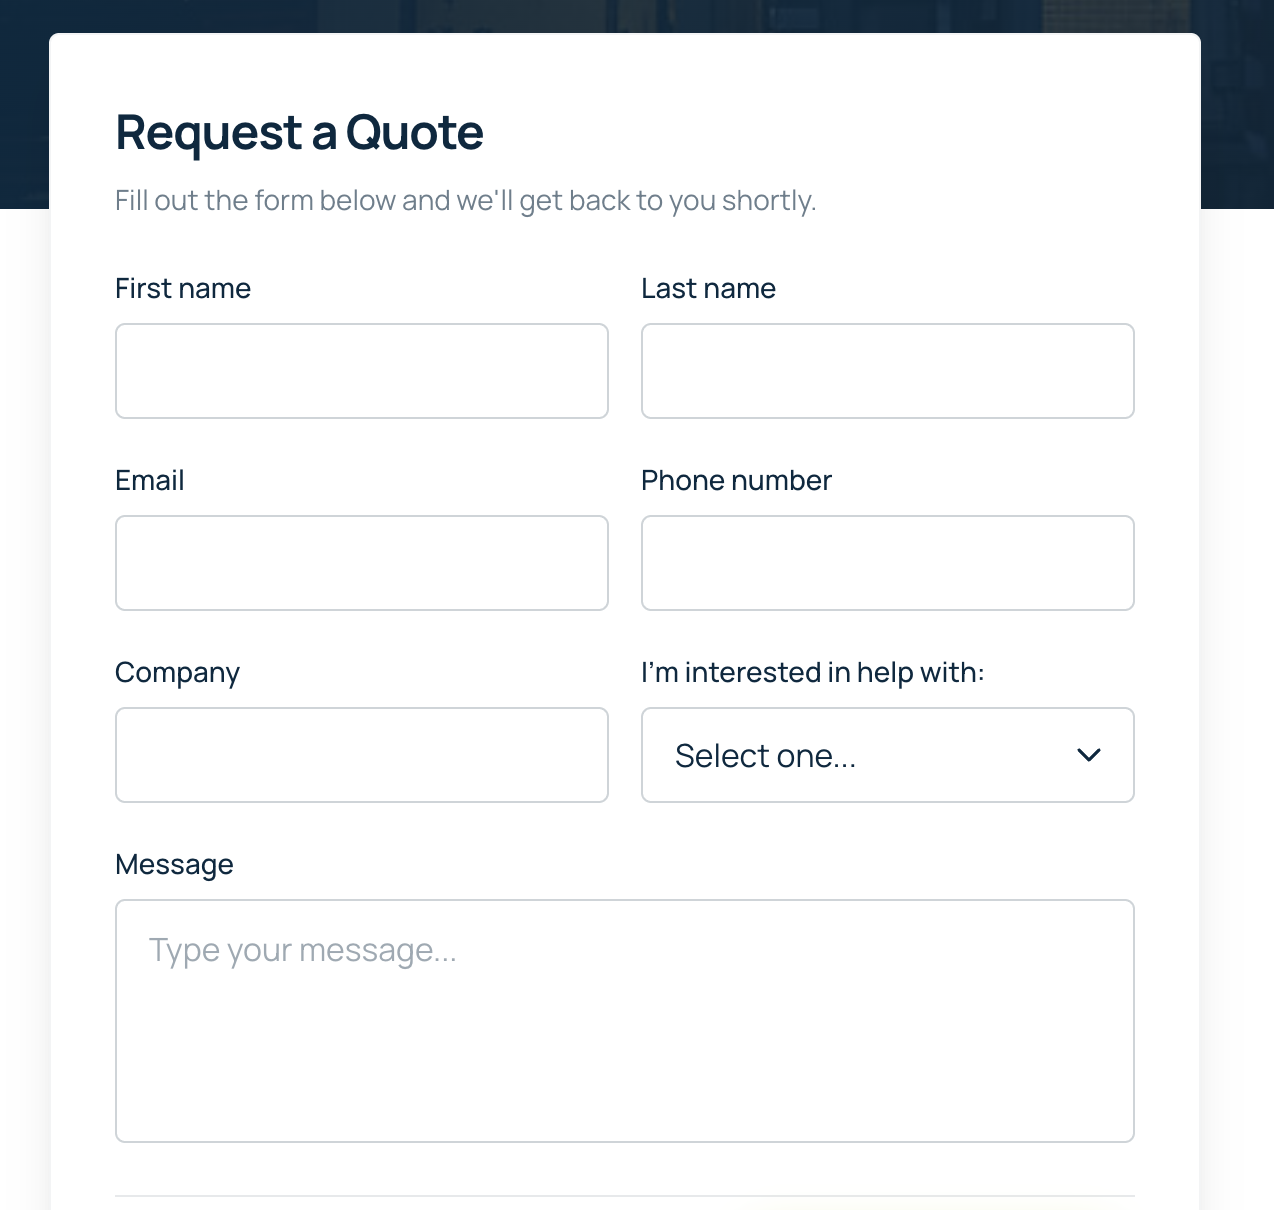 Request a Quote
Fill out the form below and we'll get back to you shortly.
First name
Last name
Email
Phone number
Company
I’m interested in help with:
Select one...
Message
Type your message...